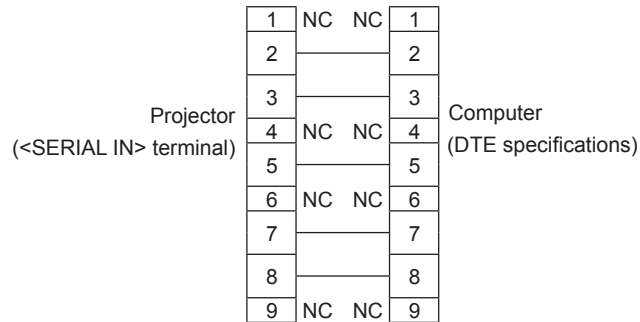 1 NC NC 1
2 2
3 3
Projector
(<SERIAL IN> terminal)
Computer
(DTE specifications)
4 NC NC 4
5 5
6 NC NC 6
7 7
8 8
9 NC NC 9